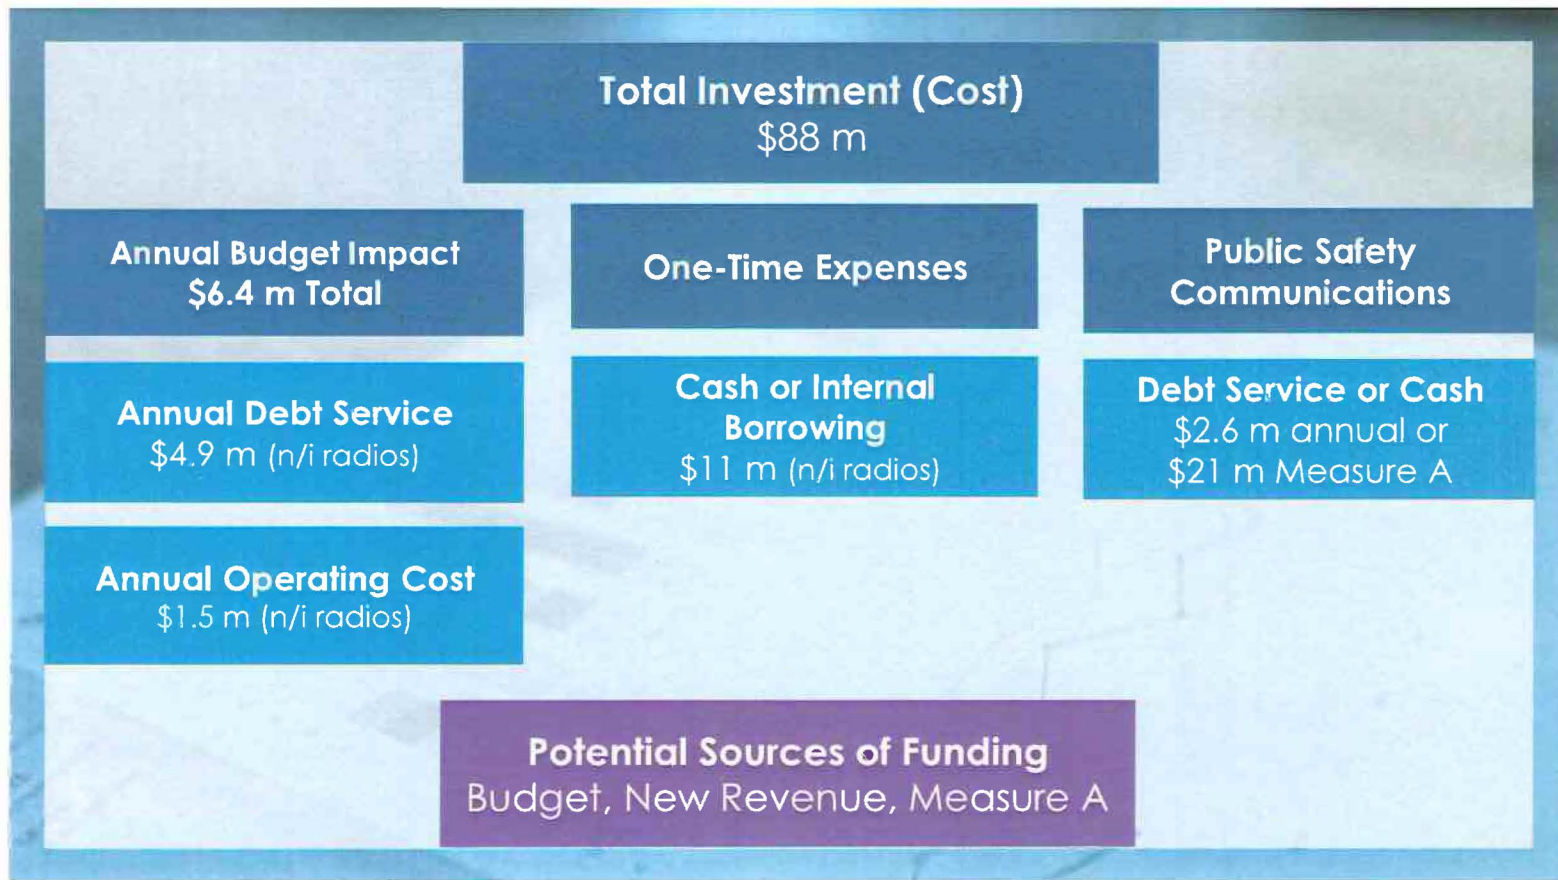 Total Investment (Cost)
$88 m
Annual Budget Impact
$6.4 m Total
One-Time Expenses
Public Safety
Communications
Annual Debt Service
$4.9 m (n/i radios)
Cash or Internal
Borrowing
$11 m (n/i radios)
Debt Service or Cash
$2.6 m annual or
$21 m Measure A
Annual Operating Cost
$1.5 m (n/i radios)
Potential Sources of Funding
Budget, New Revenue, Measure A